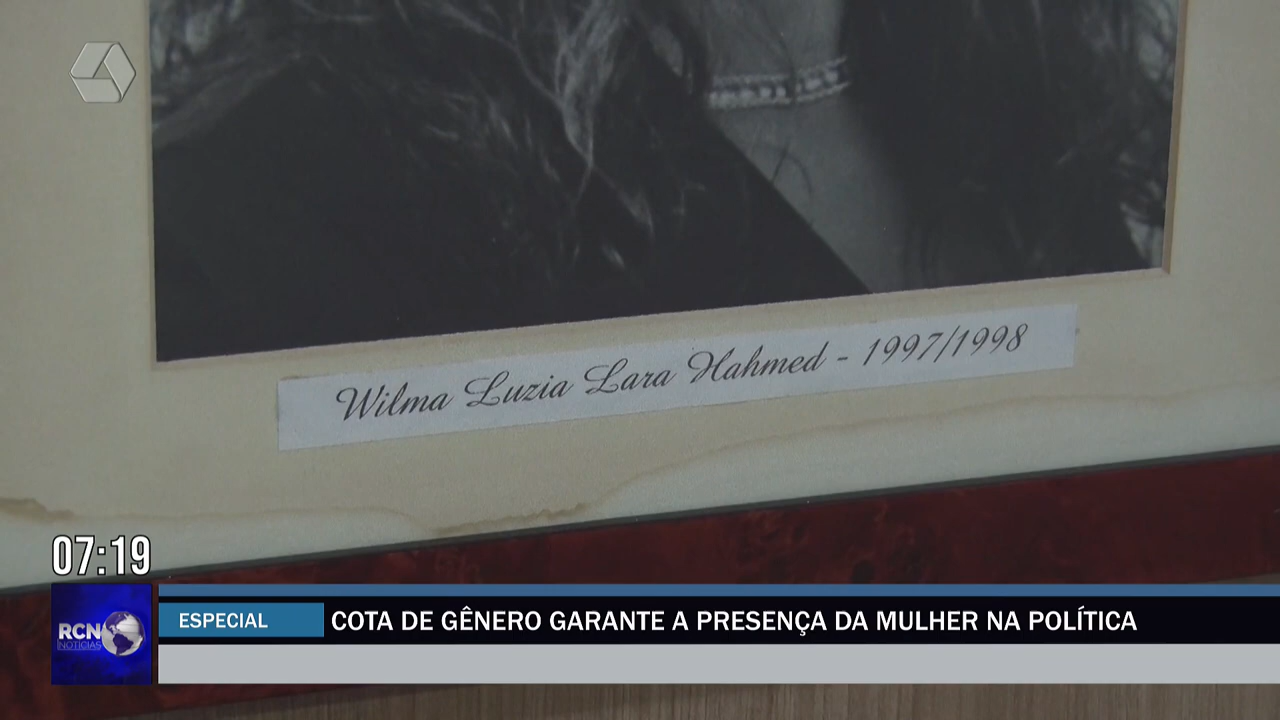 Wilma Luzia Lara Hahmed - 1997/1998
07:19
RCN
NOTÍCIAS
ESPECIAL
COTA DE GÊNERO GARANTE A PRESENÇA DA MULHER NA POLÍTICA